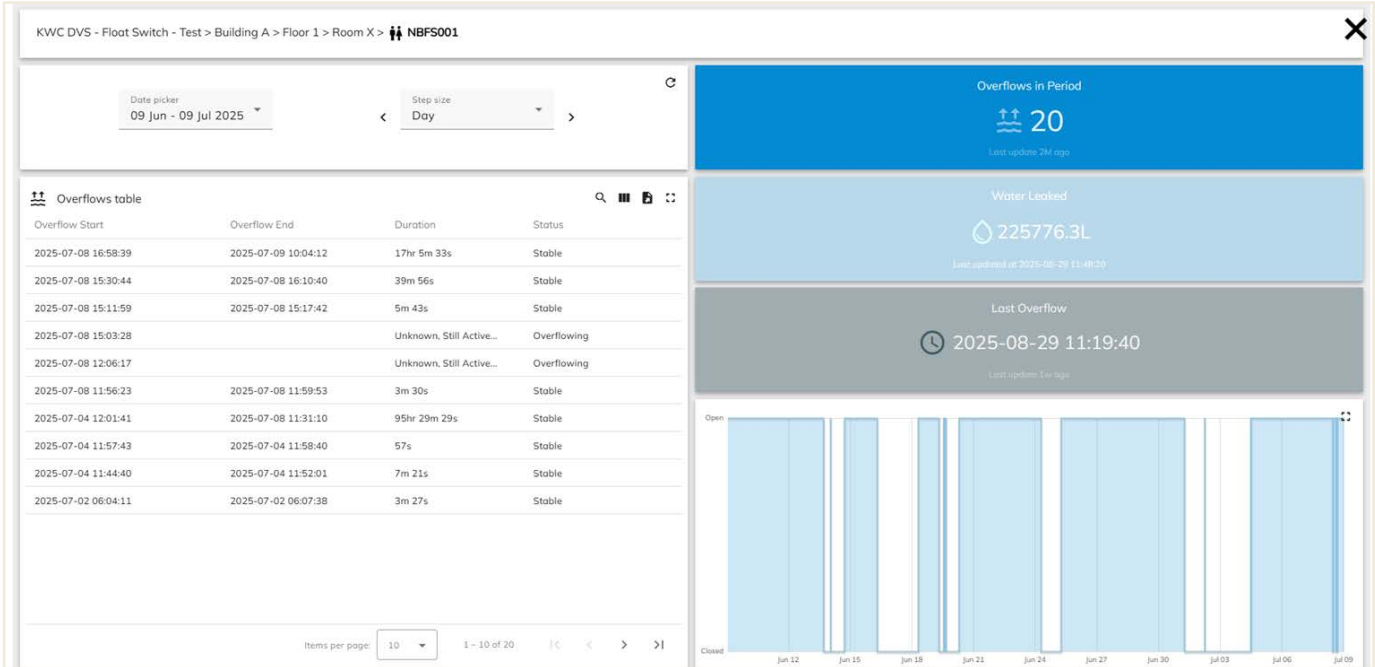 KWC DVS - Float Switch - Test > Building A > Floor 1 > Room X > NBFS001
Date picker
09 Jun - 09 Jul 2025
Step size
Day
Overflows in Period
20
Last update 2M ago
Water Leaked
225776.3L
Last updated at 2025-08-29 11:49:20
Last Overflow
2025-08-29 11:19:40
Last update 1w ago
Overflows table
Overflow Start Overflow End Duration Status
2025-07-08 16:58:39 2025-07-09 10:04:12 17hr 5m 33s Stable
2025-07-08 15:30:44 2025-07-08 16:10:40 39m 56s Stable
2025-07-08 15:11:59 2025-07-08 15:17:42 5m 43s Stable
2025-07-08 15:03:28 Unknown, Still Active... Overflowing
2025-07-08 12:06:17 Unknown, Still Active... Overflowing
2025-07-08 11:56:23 2025-07-08 11:59:53 3m 30s Stable
2025-07-04 12:01:41 2025-07-08 11:31:10 95hr 29m 29s Stable
2025-07-04 11:57:43 2025-07-04 11:58:40 57s Stable
2025-07-04 11:44:40 2025-07-04 11:52:01 7m 21s Stable
2025-07-02 06:04:11 2025-07-02 06:07:38 3m 27s Stable
Items per page: 10 1 – 10 of 20
Open
Closed
Jun 12 Jun 15 Jun 18 Jun 21 Jun 24 Jun 27 Jun 30 Jul 03 Jul 06 Jul 09